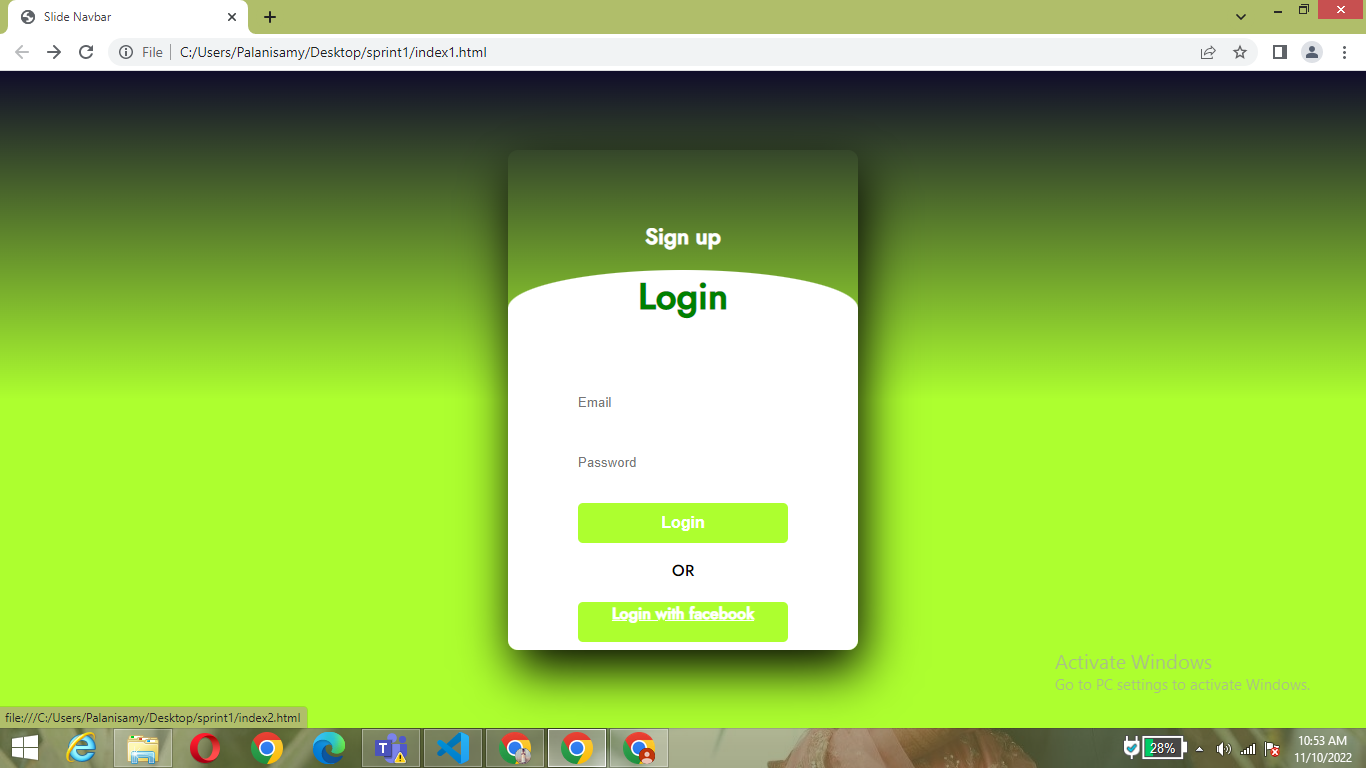 Slide Navbar
File
C:/Users/Palanisamy/Desktop/sprint1/index1.html
Sign up
Login
Email
Password
Login
OR
Login with facebook
Activate Windows
Go to PC settings to activate Windows.
file:///C:/Users/Palanisamy/Desktop/sprint1/index2.html
28%
10:53 AM
11/10/2022